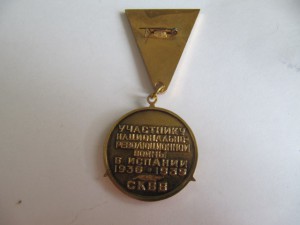 УЧАСТНИКУ
НАЦИОНАЛЬНО-
РЕВОЛЮЦИОННОЙ
ВОЙНЫ
В ИСПАНИИ
1936-1939
СКВВ